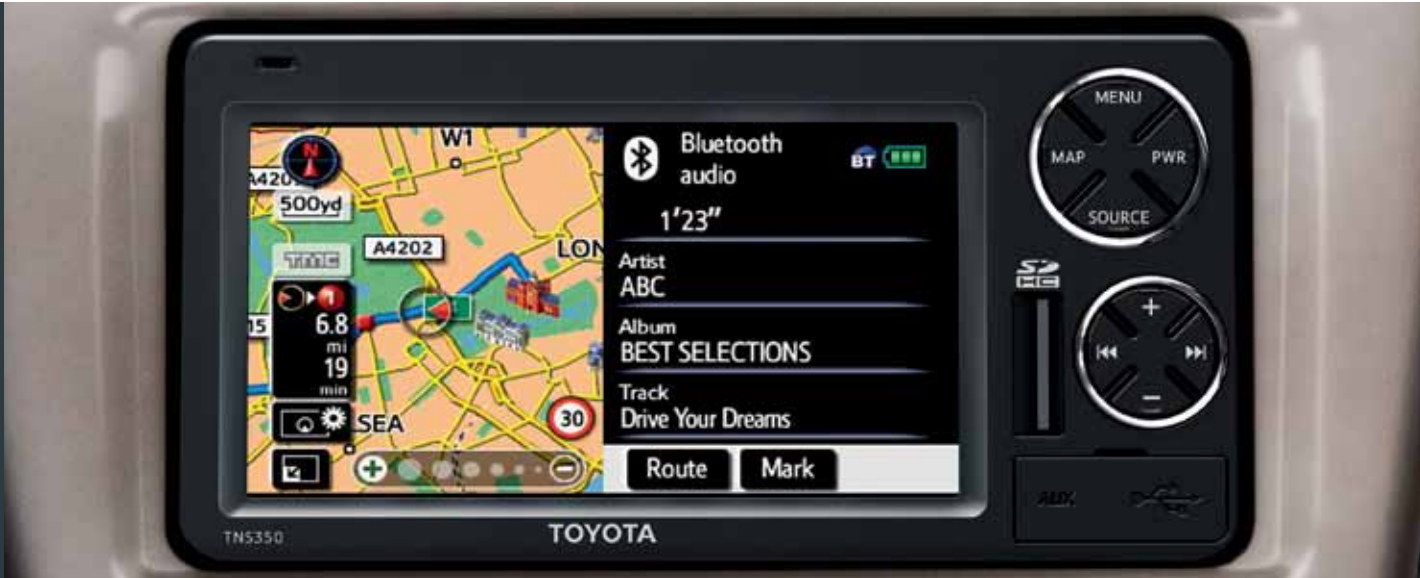 W1
N
A420
500yd
A4202
LON
TMC
1
15
6.8
mi
19
min
SEA
30
Bluetooth
audio
BT
1'23"
Artist
ABC
Album
BEST SELECTIONS
Track
Drive Your Dreams
Route Mark
MENU
MAP PWR
SOURCE
SD
HC
+
−
AUX
TNS350
TOYOTA